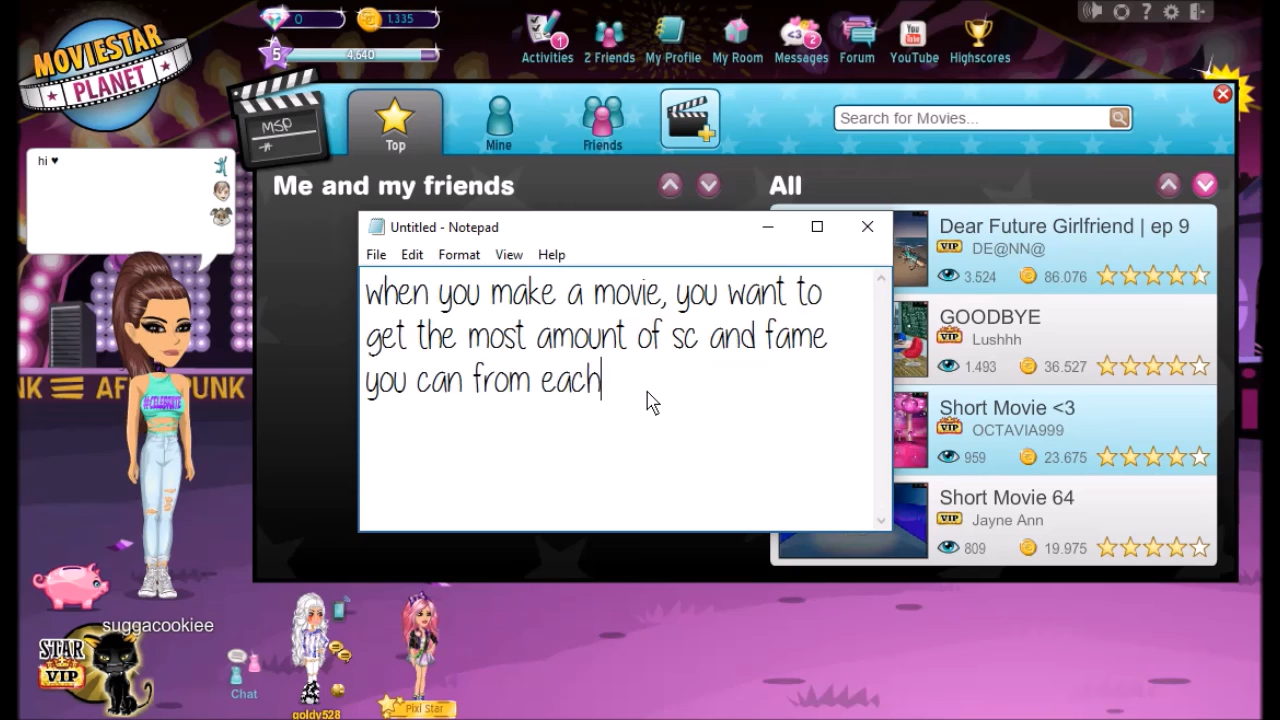 MOVIESTAR
PLANET
0
1.335
5
4.640
Activities
1
2 Friends
My Profile
My Room
<3
2
Messages
Forum
You
Tube
YouTube
Highscores
?
MSP
Top
Mine
Friends
Search for Movies...
hi ♥
Me and my friends
All
Untitled - Notepad
File Edit Format View Help
when you make a movie, you want to
get the most amount of sc and fame
you can from each
Dear Future Girlfriend | ep 9
VIP DE@NN@
3.524 86.076
GOODBYE
VIP Lushhh
1.493 36.527
Short Movie <3
VIP OCTAVIA999
959 23.675
Short Movie 64
VIP Jayne Ann
809 19.975
#CELEBRITE
NK
AF
UNK
suggacookiee
STAR
VIP
Chat
goldy528
Pixi Star